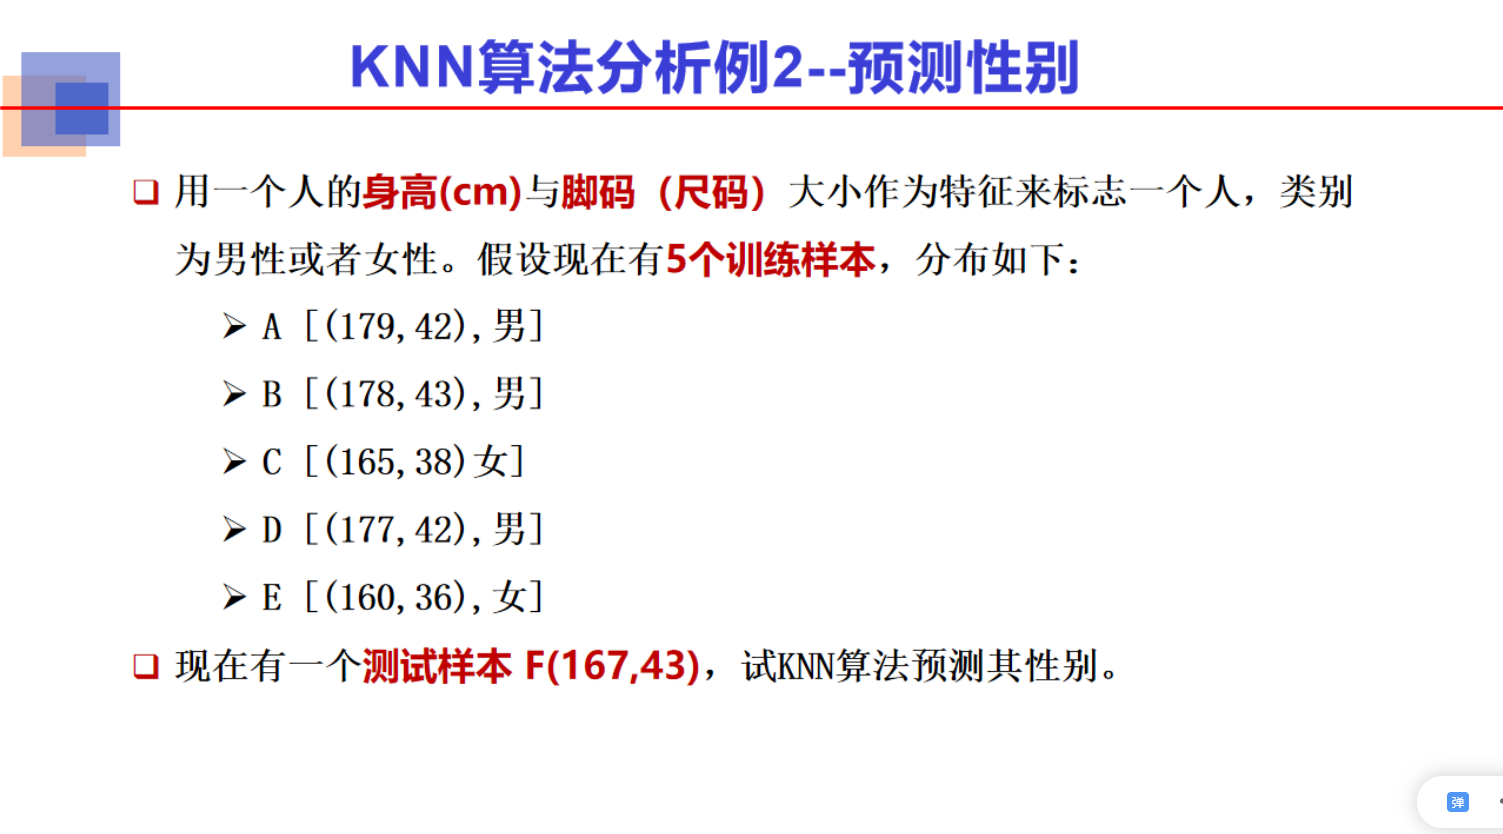 KNN算法分析例2--预测性别
用一个人的身高(cm)与脚码（尺码）大小作为特征来标志一个人，类别
为男性或者女性。假设现在有5个训练样本，分布如下：
A [(179,42),男]
B [(178,43),男]
C [(165,38)女]
D [(177,42),男]
E [(160,36),女]
现在有一个测试样本 F(167,43)，试KNN算法预测其性别。
弹